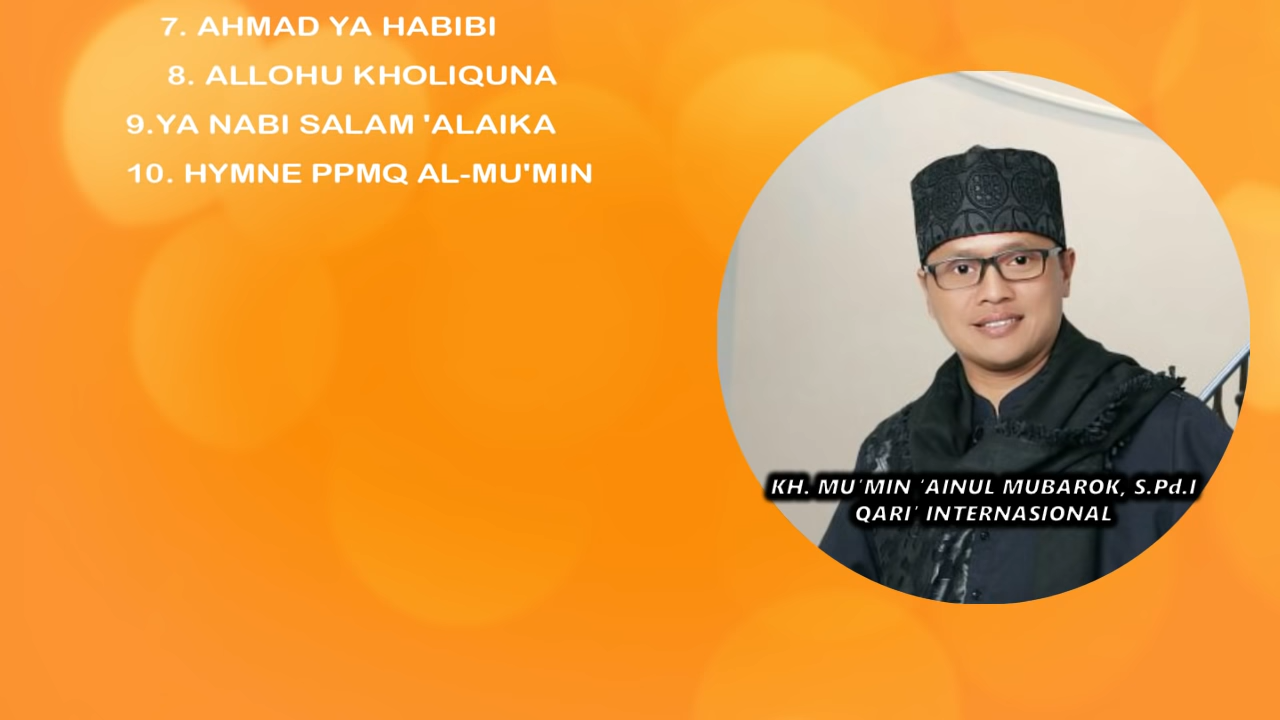 7. AHMAD YA HABIBI
8. ALLOHU KHOLIQUNA
9.YA NABI SALAM 'ALAIKA
10. HYMNE PPMQ AL-MU'MIN
KH. MU'MIN 'AINUL MUBAROK, S.Pd.I
QARI' INTERNASIONAL